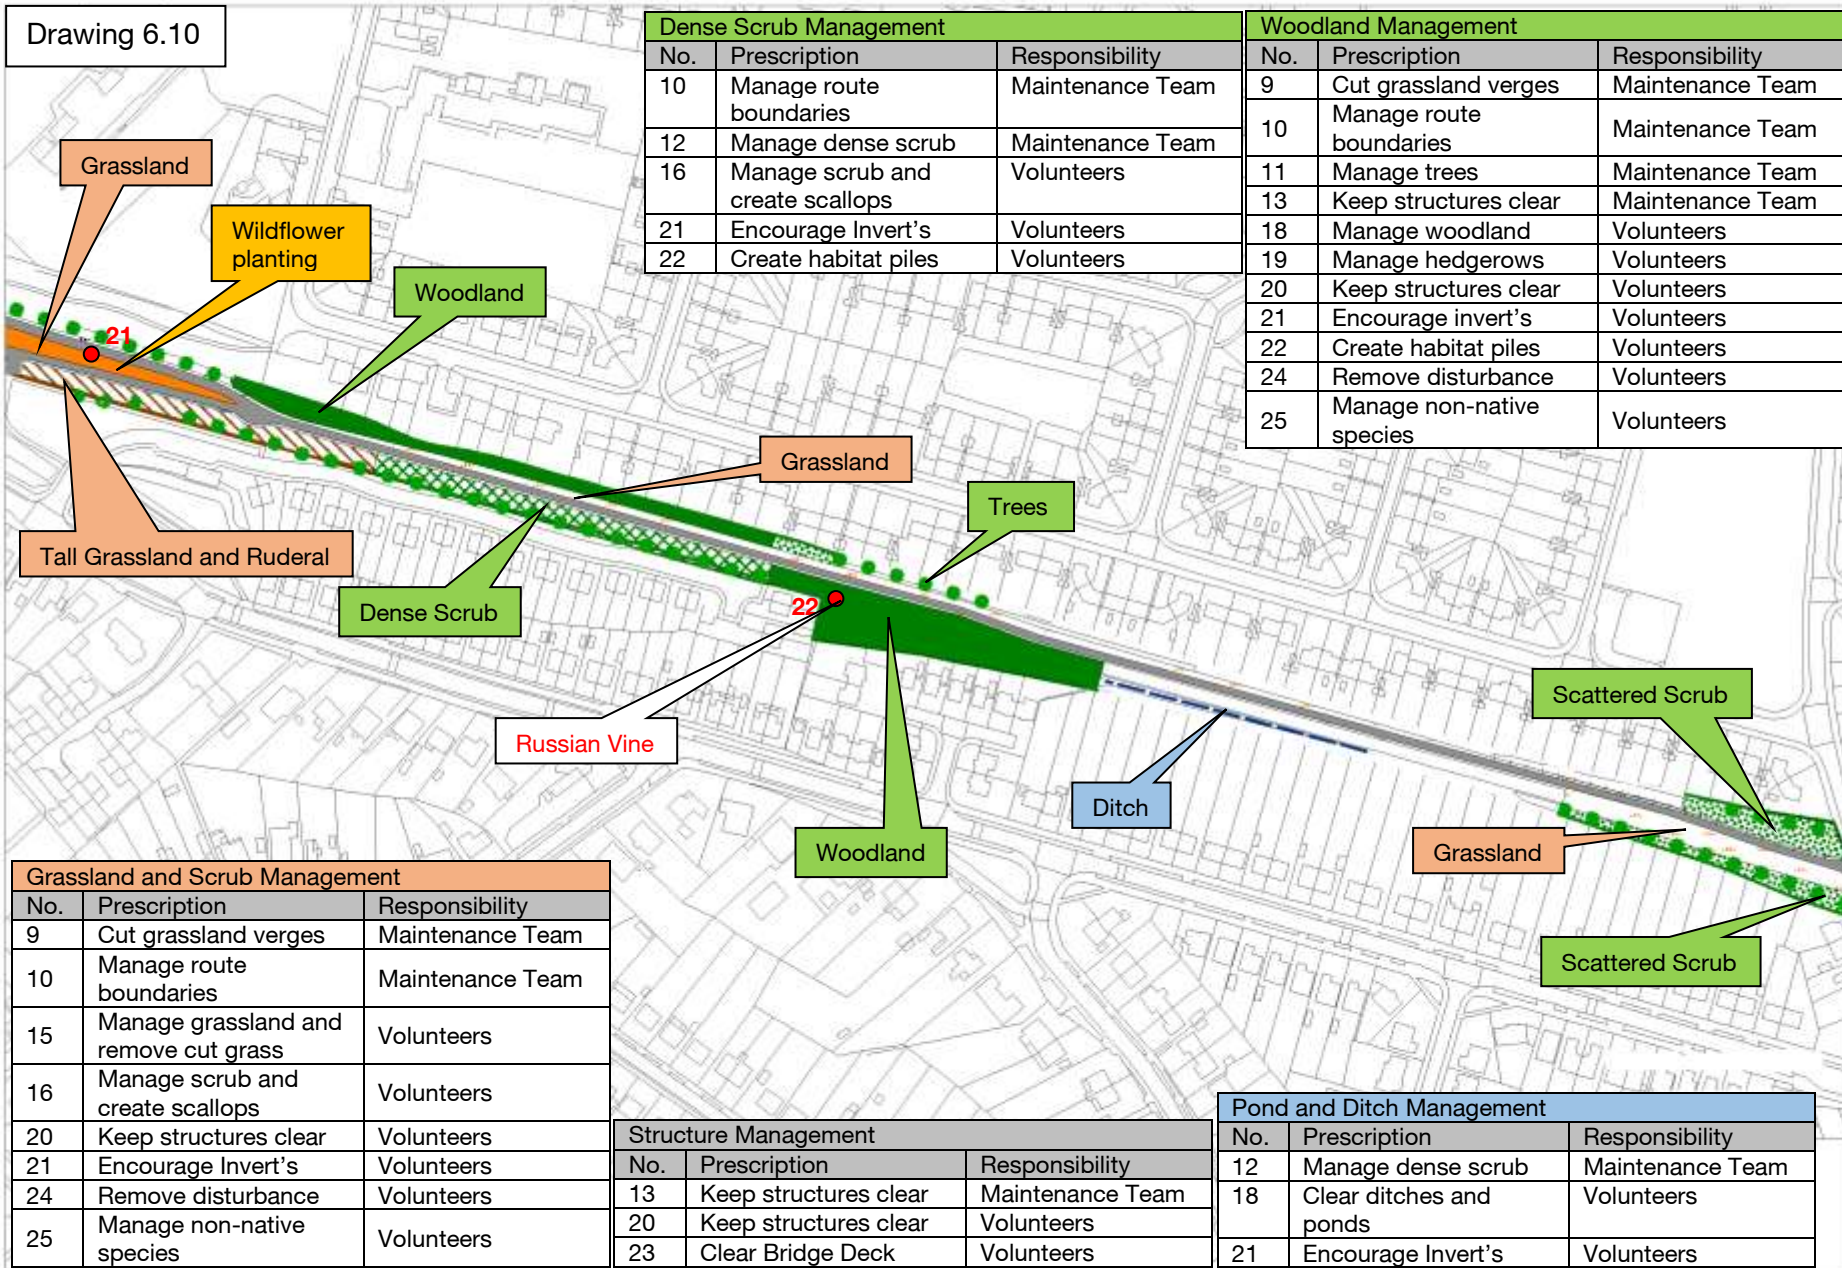 Drawing 6.10
Dense Scrub Management
No. Prescription Responsibility
10 Manage route boundaries Maintenance Team
12 Manage dense scrub Maintenance Team
16 Manage scrub and create scallops Volunteers
21 Encourage Invert's Volunteers
22 Create habitat piles Volunteers
Woodland Management
No. Prescription Responsibility
9 Cut grassland verges Maintenance Team
10 Manage route boundaries Maintenance Team
11 Manage trees Maintenance Team
13 Keep structures clear Maintenance Team
18 Manage woodland Volunteers
19 Manage hedgerows Volunteers
20 Keep structures clear Volunteers
21 Encourage invert's Volunteers
22 Create habitat piles Volunteers
24 Remove disturbance Volunteers
25 Manage non-native species Volunteers
Grassland
Wildflower
planting
Woodland
21
Grassland
Trees
Tall Grassland and Ruderal
Dense Scrub
22
Russian Vine
Scattered Scrub
Ditch
Woodland
Grassland
Scattered Scrub
Grassland and Scrub Management
No. Prescription Responsibility
9 Cut grassland verges Maintenance Team
10 Manage route boundaries Maintenance Team
15 Manage grassland and remove cut grass Volunteers
16 Manage scrub and create scallops Volunteers
20 Keep structures clear Volunteers
21 Encourage Invert's Volunteers
24 Remove disturbance Volunteers
25 Manage non-native species Volunteers
Structure Management
No. Prescription Responsibility
13 Keep structures clear Maintenance Team
20 Keep structures clear Volunteers
23 Clear Bridge Deck Volunteers
Pond and Ditch Management
No. Prescription Responsibility
12 Manage dense scrub Maintenance Team
18 Clear ditches and ponds Volunteers
21 Encourage Invert's Volunteers